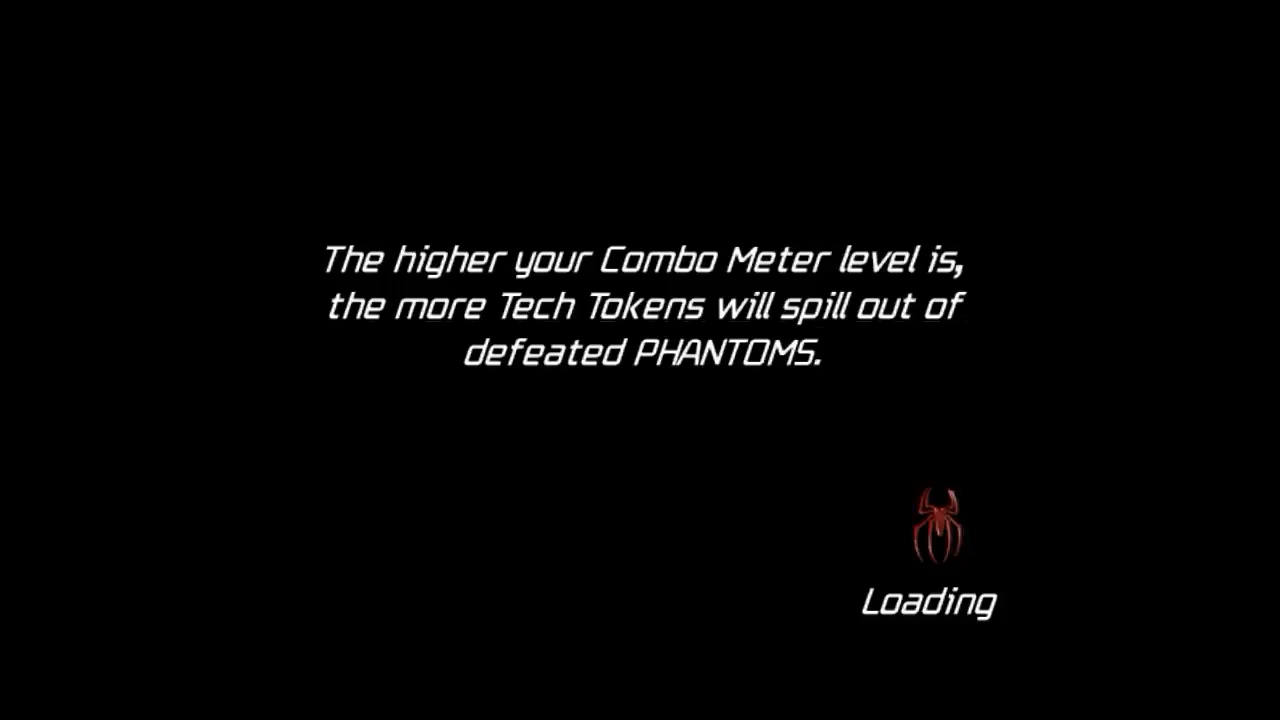 The higher your Combo Meter level is,
the more Tech Tokens will spill out of
defeated PHANTOMS.
Loading